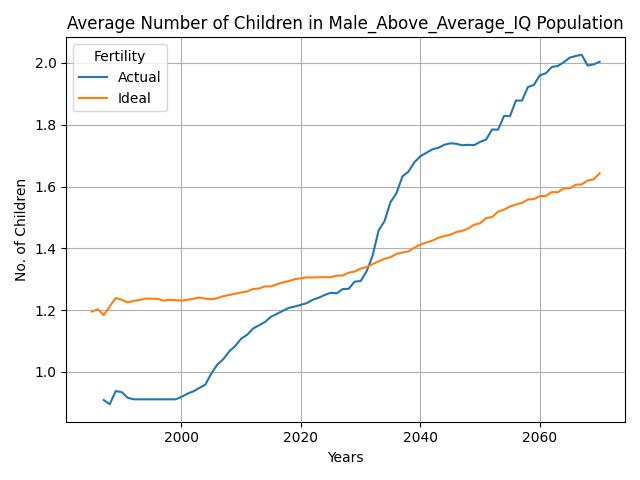 Average Number of Children in Male_Above_Average_IQ Population
Fertility
Actual
Ideal
No. of Children
2.0
1.8
1.6
1.4
1.2
1.0
2000 2020 2040 2060
Years